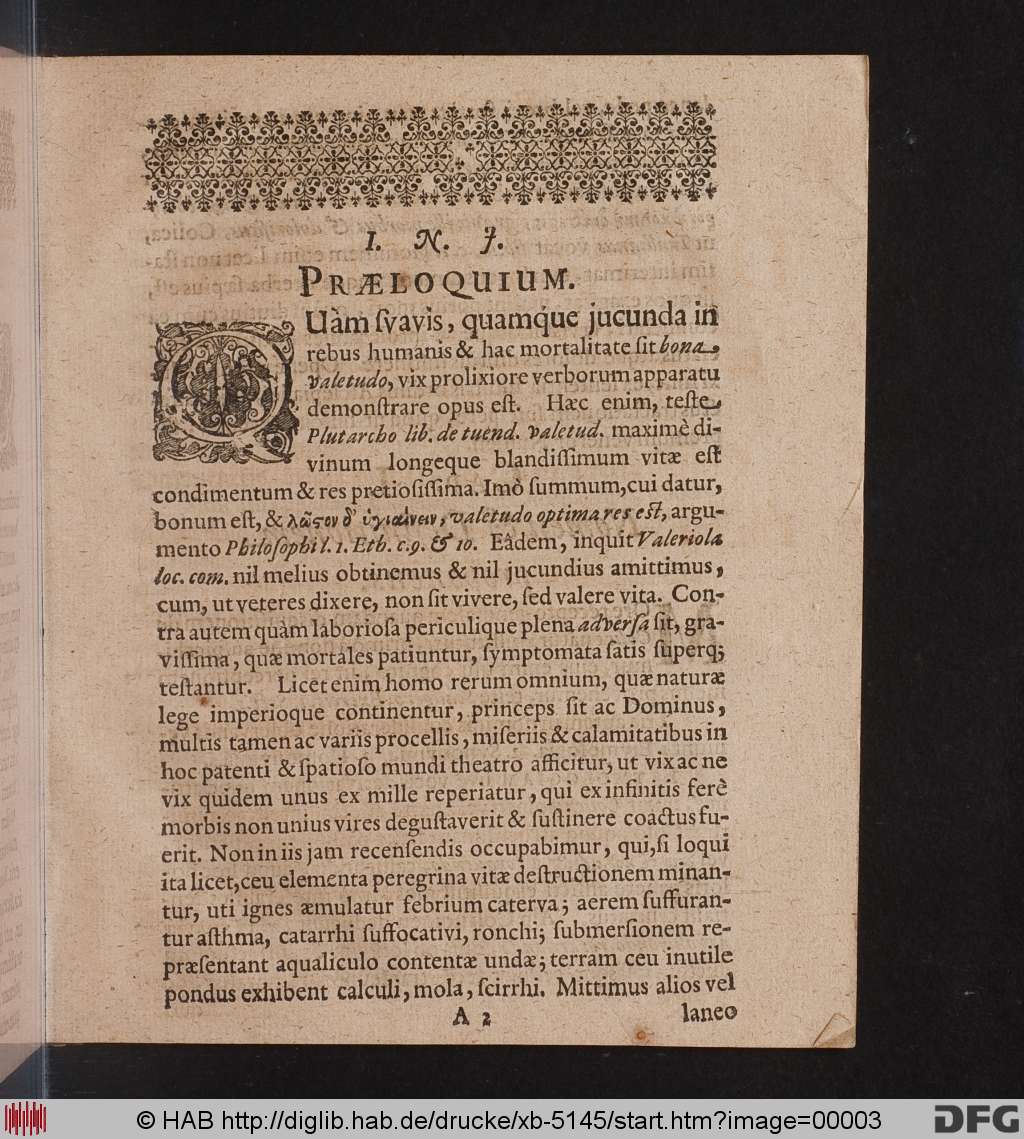 I. N. J.
PRÆLOQUIUM.
QUàm ſvavis, quamq́ue jucunda in
rebus humanis & hac mortalitate ſit bona
valetudo, vix prolixiore verborum apparatu
demonſtrare opus eſt. Hæc enim, teſte
Plutarcho lib. de tuend. valetud. maximè di-
vinum longeque blandiſſimum vitæ eſt
condimentum & res pretioſiſſima. Imò ſummum, cui datur,
bonum eſt, & λῶϛον δ' ὑγιαίνειν, valetudo optima res eſt, argu-
mento Philoſophi l. 1. Eth. c. 9. & 10. Eâdem, inquit Valeriola
loc. com. nil melius obtinemus & nil jucundius amittimus,
cum, ut veteres dixere, non ſit vivere, ſed valere vita. Con-
tra autem quàm laborioſa periculique plena adverſa ſit, gra-
viſſima, quæ mortales patiuntur, ſymptomata ſatis ſuperq;
teſtantur. Licet enim homo rerum omnium, quæ naturæ
lege imperioque continentur, princeps ſit ac Dominus,
multis tamen ac variis procellis, miſeriis & calamitatibus in
hoc patenti & ſpatioſo mundi theatro afficitur, ut vix ac ne
vix quidem unus ex mille reperiatur, qui ex infinitis ferè
morbis non unius vires deguſtaverit & ſuſtinere coactus fu-
erit. Non in iis jam recenſendis occupabimur, qui, ſi loqui
ita licet, ceu elementa peregrina vitæ deſtructionem minan-
tur, uti ignes æmulatur febrium caterva; aerem ſuffuran-
tur aſthma, catarrhi ſuffocativi, ronchi; ſubmerſionem re-
præſentant aqualiculo contentæ undæ; terram ceu inutile
pondus exhibent calculi, mola, ſcirrhi. Mittimus alios vel
A 2 laneo
© HAB http://diglib.hab.de/drucke/xb-5145/start.htm?image=00003
DFG